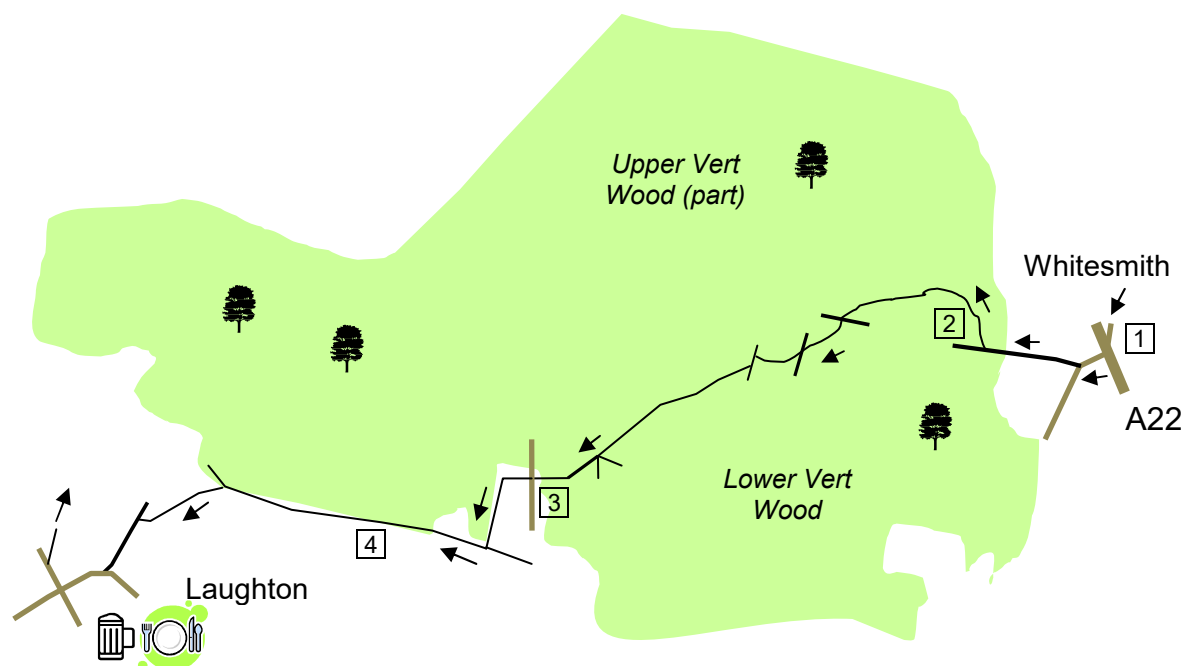 Upper Vert
Wood (part)
Whitesmith
2
1
A22
Lower Vert
Wood
3
4
Laughton